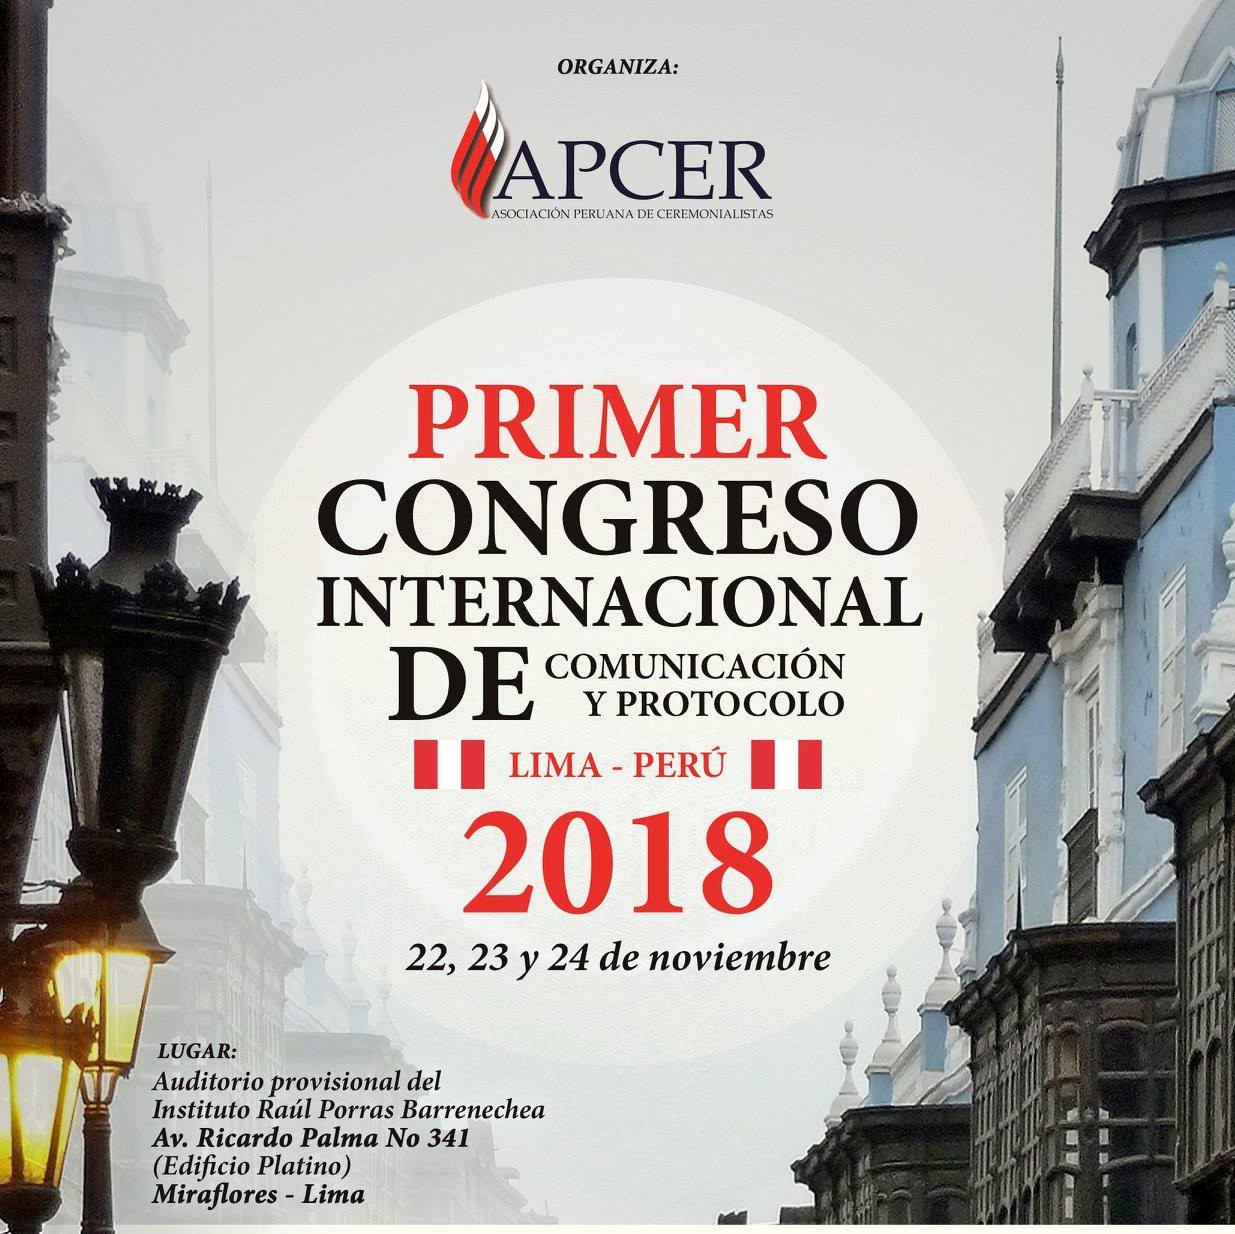 ORGANIZA:
APCER
ASOCIACIÓN PERUANA DE CEREMONIALISTAS
PRIMER
CONGRESO
INTERNACIONAL
DE COMUNICACIÓN
Y PROTOCOLO
LIMA - PERÚ
2018
22, 23 y 24 de noviembre
LUGAR:
Auditorio provisional del
Instituto Raúl Porras Barrenechea
Av. Ricardo Palma No 341
(Edificio Platino)
Miraflores - Lima